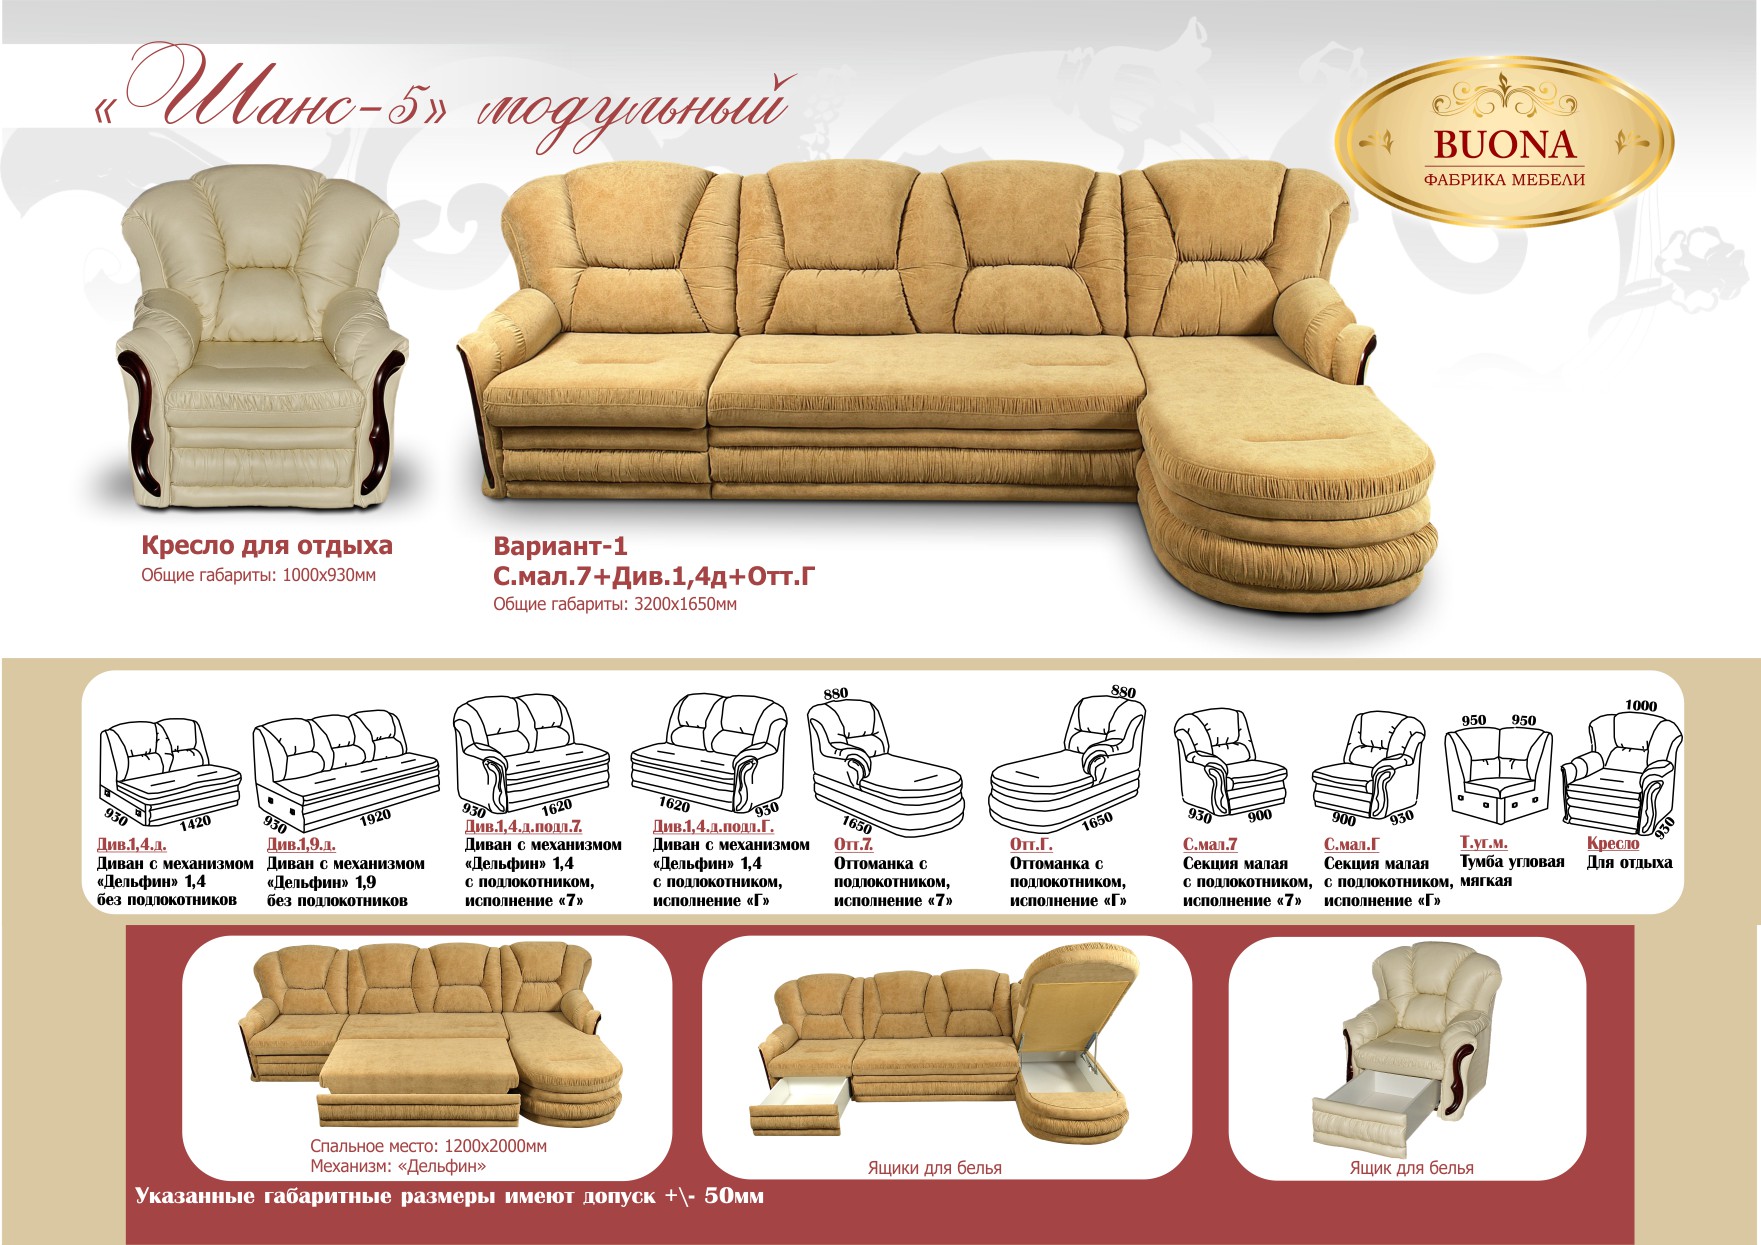 «Шанс-5» модульный
BUONA
ФАБРИКА МЕБЕЛИ
Кресло для отдыха
Общие габариты: 1000х930мм
Вариант-1
С.мал.7+Див.1,4д+Отт.Г
Общие габариты: 3200х1650мм
930
1420
Див.1,4.д.
Диван с механизмом
«Дельфин» 1,4
без подлокотников
930
1920
Див.1,9.д.
Диван с механизмом
«Дельфин» 1,9
без подлокотников
930
1620
Див.1,4.д.подл.7.
Диван с механизмом
«Дельфин» 1,4
с подлокотником,
исполнение «7»
1620
930
Див.1,4.д.подл.Г.
Диван с механизмом
«Дельфин» 1,4
с подлокотником,
исполнение «Г»
880
1650
Отт.7.
Оттоманка с
подлокотником,
исполнение «7»
880
1650
Отт.Г.
Оттоманка с
подлокотником,
исполнение «Г»
930
900
С.мал.7
Секция малая
с подлокотником,
исполнение «7»
900
930
С.мал.Г
Секция малая
с подлокотником,
исполнение «Г»
950 950
Т.уг.м.
Тумба угловая
мягкая
1000
930
Кресло
Для отдыха
Спальное место: 1200х2000мм
Механизм: «Дельфин»
Ящики для белья
Ящик для белья
Указанные габаритные размеры имеют допуск +\- 50мм